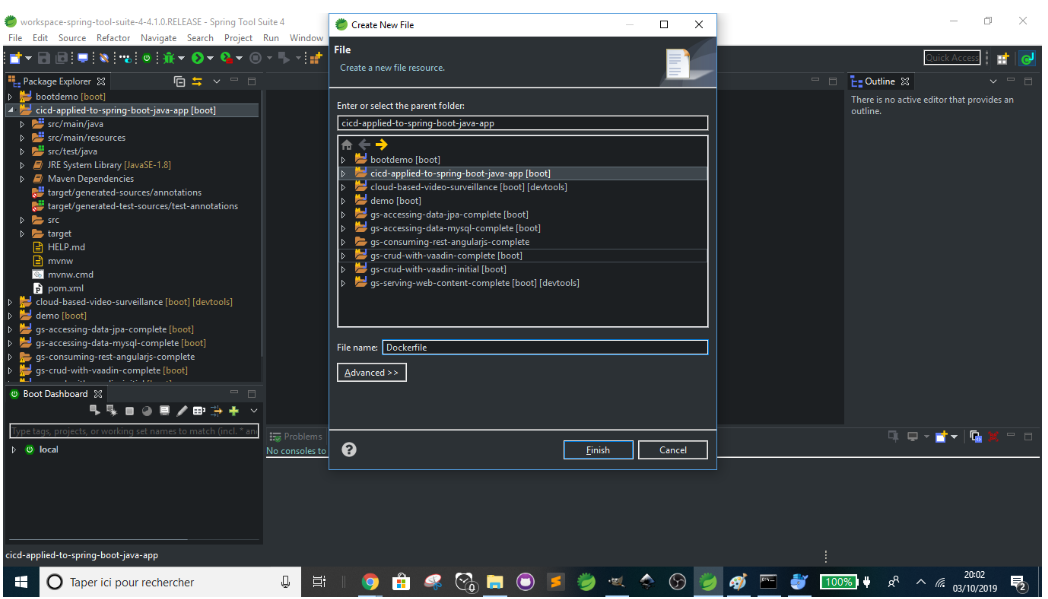 workspace-spring-tool-suite-4-4.1.0.RELEASE - Spring Tool Suite 4
File Edit Source Refactor Navigate Search Project Run Window
Quick Access
Package Explorer
bootdemo [boot]
cicd-applied-to-spring-boot-java-app [boot]
src/main/java
src/main/resources
src/test/java
JRE System Library [JavaSE-1.8]
Maven Dependencies
target/generated-sources/annotations
target/generated-test-sources/test-annotations
src
target
HELP.md
mvnw
mvnw.cmd
pom.xml
cloud-based-video-surveillance [boot] [devtools]
demo [boot]
gs-accessing-data-jpa-complete [boot]
gs-accessing-data-mysql-complete [boot]
gs-consuming-rest-angularjs-complete
gs-crud-with-vaadin-complete [boot]
Boot Dashboard
Type tags, projects, or working set names to match (incl. * an
local
Create New File
File
Create a new file resource.
Enter or select the parent folder:
cicd-applied-to-spring-boot-java-app
bootdemo [boot]
cicd-applied-to-spring-boot-java-app [boot]
cloud-based-video-surveillance [boot] [devtools]
demo [boot]
gs-accessing-data-jpa-complete [boot]
gs-accessing-data-mysql-complete [boot]
gs-consuming-rest-angularjs-complete
gs-crud-with-vaadin-complete [boot]
gs-crud-with-vaadin-initial [boot]
gs-serving-web-content-complete [boot] [devtools]
File name: Dockerfile
Advanced >>
Finish Cancel
Outline
There is no active editor that provides an
outline.
Problems
No consoles to
cicd-applied-to-spring-boot-java-app
Taper ici pour rechercher
100%
20:02
03/10/2019